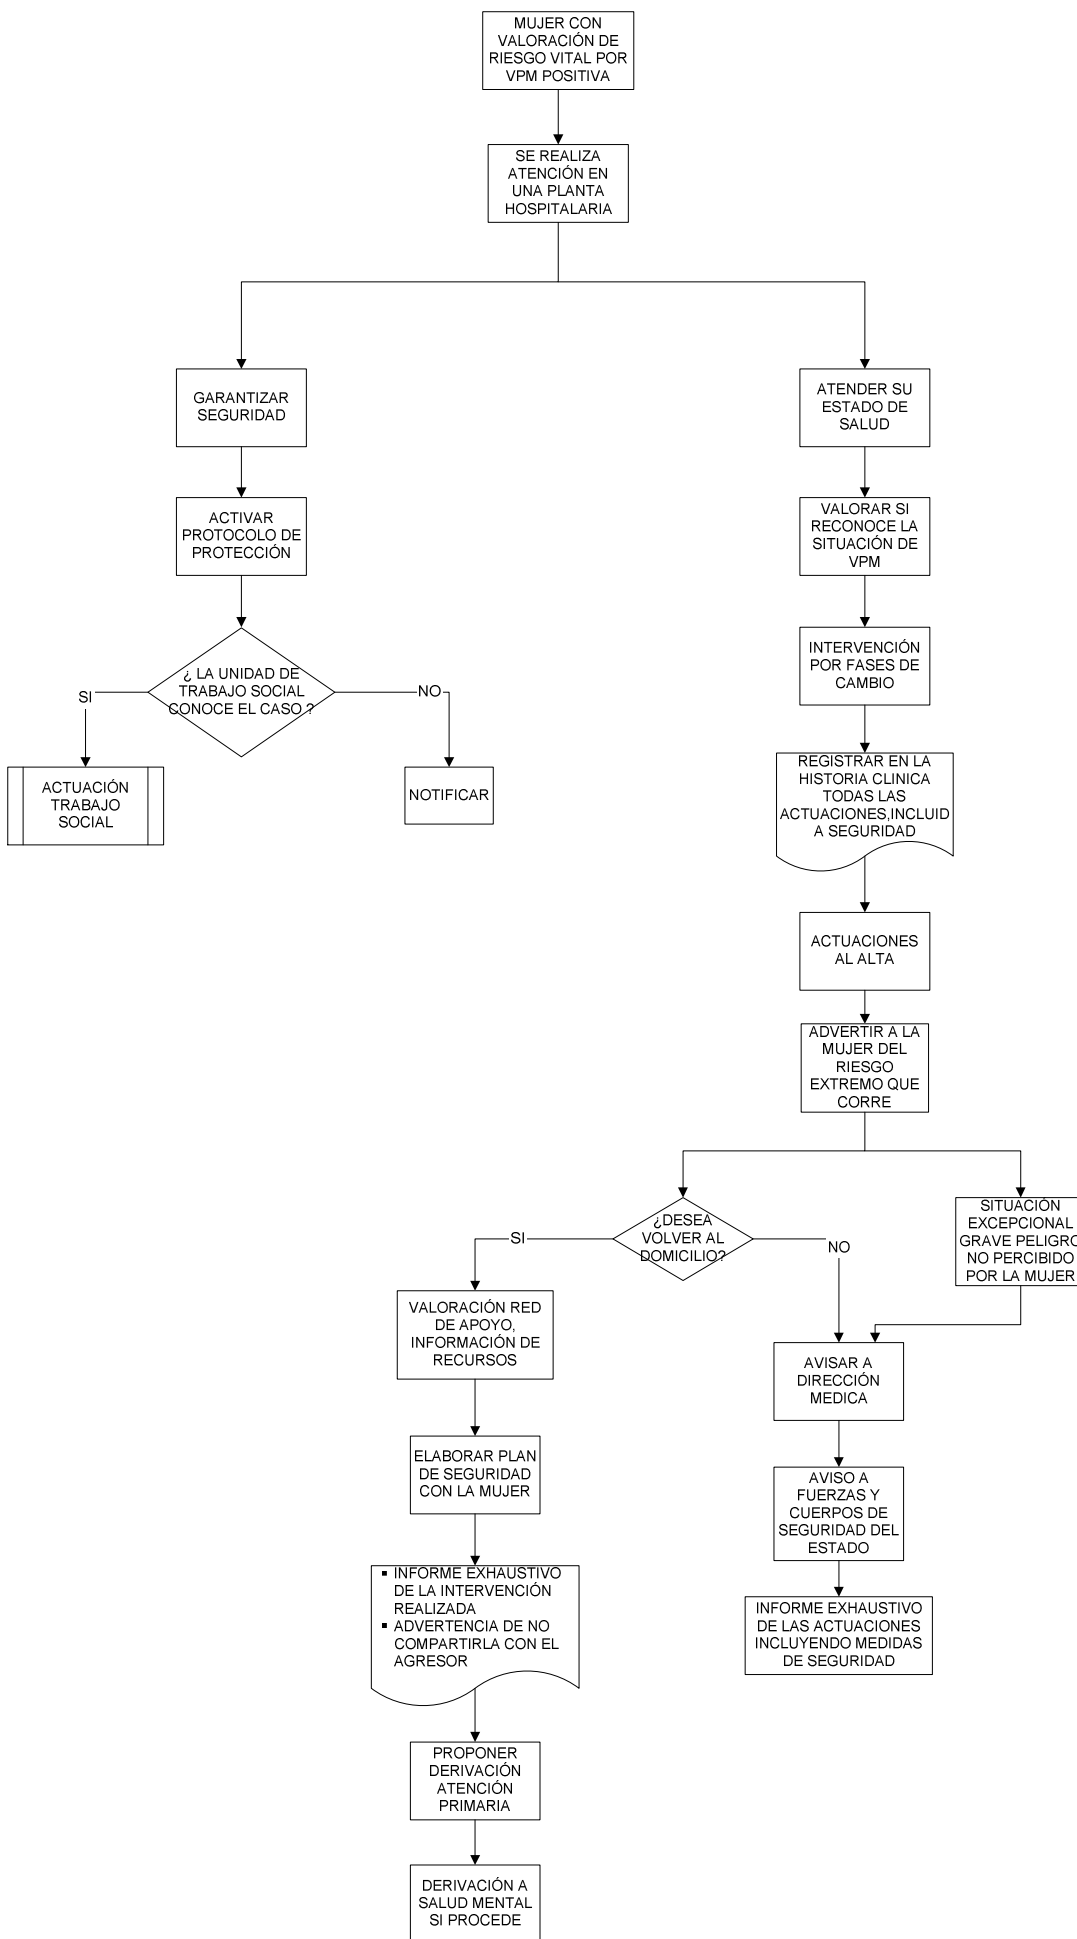 MUJER CON
VALORACIÓN DE
RIESGO VITAL POR
VPM POSITIVA
SE REALIZA
ATENCIÓN EN
UNA PLANTA
HOSPITALARIA
GARANTIZAR
SEGURIDAD
ACTIVAR
PROTOCOLO DE
PROTECCIÓN
¿ LA UNIDAD DE
TRABAJO SOCIAL
CONOCE EL CASO ?
SI
NO
ACTUACIÓN
TRABAJO
SOCIAL
NOTIFICAR
ATENDER SU
ESTADO DE
SALUD
VALORAR SI
RECONOCE LA
SITUACIÓN DE
VPM
INTERVENCIÓN
POR FASES DE
CAMBIO
REGISTRAR EN LA
HISTORIA CLINICA
TODAS LAS
ACTUACIONES,INCLUID
A SEGURIDAD
ACTUACIONES
AL ALTA
ADVERTIR A LA
MUJER DEL
RIESGO
EXTREMO QUE
CORRE
¿DESEA
VOLVER AL
DOMICILIO?
SI
NO
SITUACIÓN
EXCEPCIONAL
GRAVE PELIGRO
NO PERCIBIDO
POR LA MUJER
VALORACIÓN RED
DE APOYO,
INFORMACIÓN DE
RECURSOS
ELABORAR PLAN
DE SEGURIDAD
CON LA MUJER
▪ INFORME EXHAUSTIVO
DE LA INTERVENCIÓN
REALIZADA
▪ ADVERTENCIA DE NO
COMPARTIRLA CON EL
AGRESOR
PROPONER
DERIVACIÓN
ATENCIÓN
PRIMARIA
DERIVACIÓN A
SALUD MENTAL
SI PROCEDE
AVISAR A
DIRECCIÓN
MEDICA
AVISO A
FUERZAS Y
CUERPOS DE
SEGURIDAD DEL
ESTADO
INFORME EXHAUSTIVO
DE LAS ACTUACIONES
INCLUYENDO MEDIDAS
DE SEGURIDAD